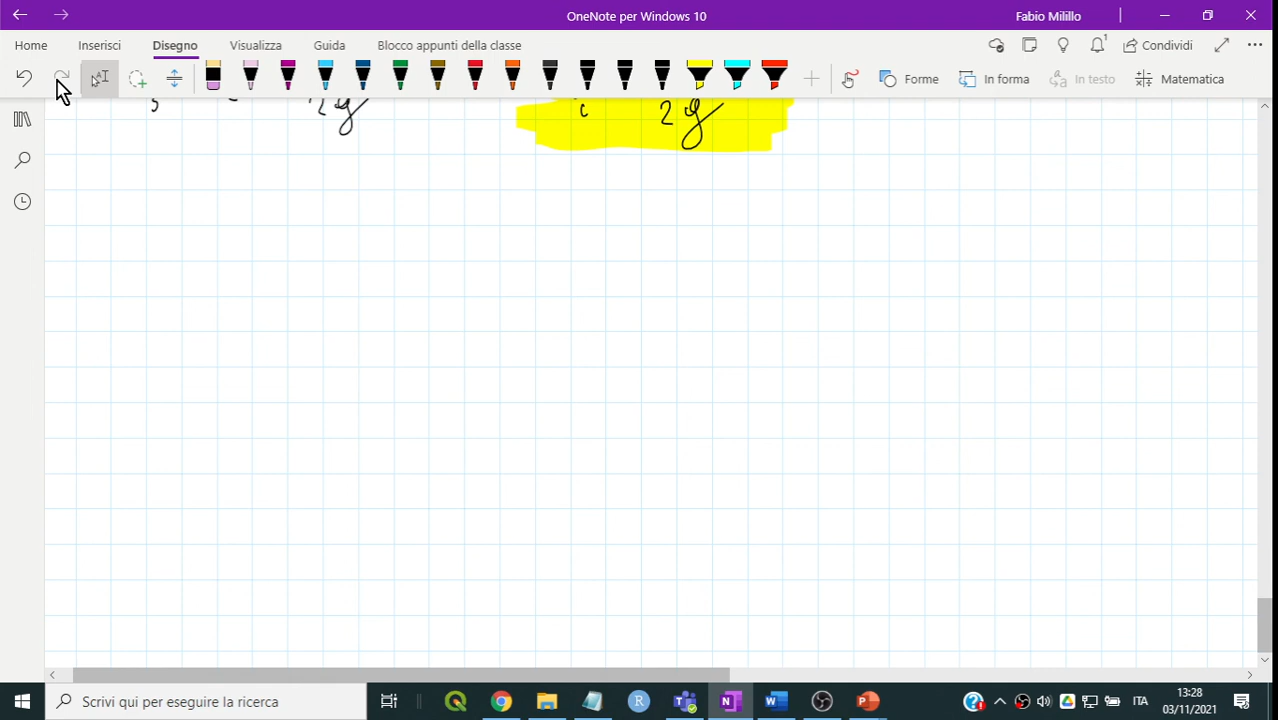 OneNote per Windows 10
Fabio Milillo
Home Inserisci Disegno Visualizza Guida Blocco appunti della classe
1
Condividi
Forme In forma In testo Matematica
2g
2g
Scrivi qui per eseguire la ricerca
ITA
13:28
03/11/2021